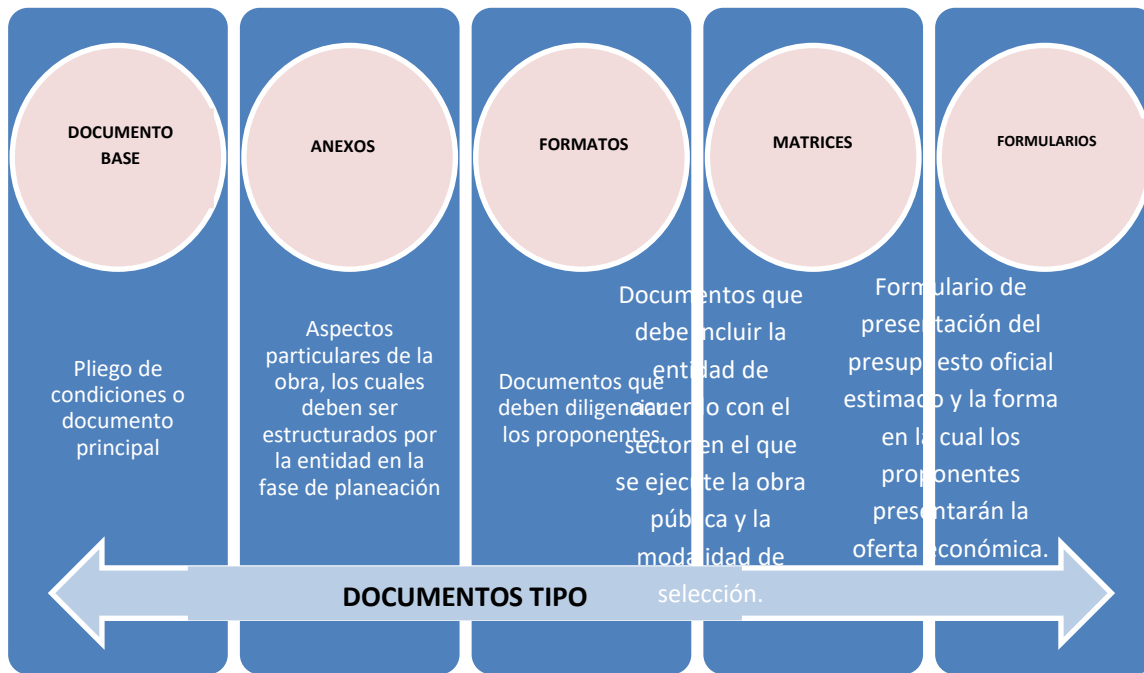 DOCUMENTO
BASE
Pliego de
condiciones o
documento
principal
ANEXOS
Aspectos
particulares de la
obra, los cuales
deben ser
estructurados por
la entidad en la
fase de planeación
FORMATOS
Documentos que
deben diligenciar
los proponentes
MATRICES
Documentos que
debe incluir la
entidad de
acuerdo con el
sector en el que
se ejecute la obra
pública y la
modalidad de
selección.
FORMULARIOS
Formulario de
presentación del
presupuesto oficial
estimado y la forma
en la cual los
proponentes
presentarán la
oferta económica.
DOCUMENTOS TIPO